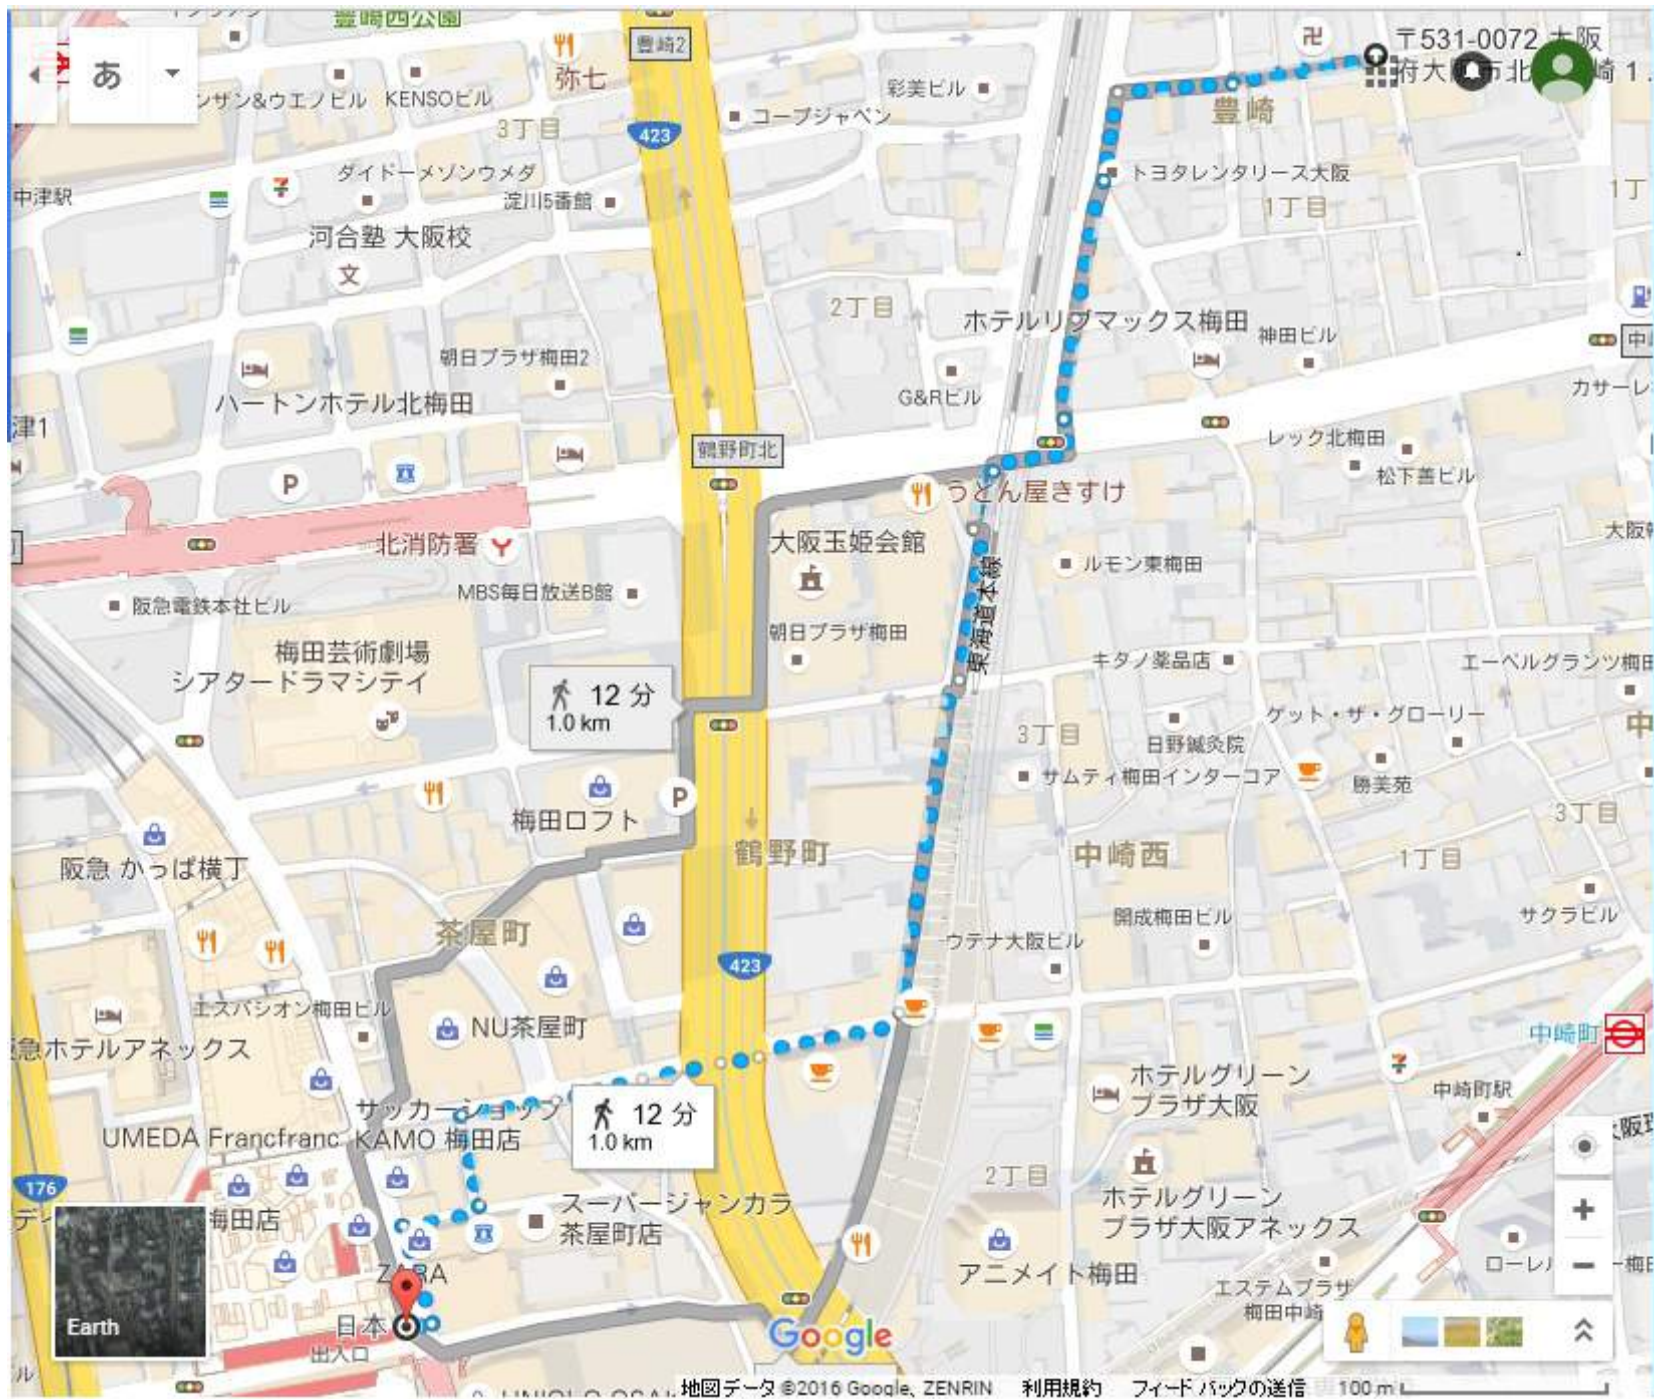 豊崎西公園
豊崎2
〒531-0072 大阪
あ
弥七
彩美ビル
ンザン&ウエノビル
KENSOビル
コープジャペン
豊崎
崎 1
3丁目
423
ダイドーメゾンウメダ
トヨタレンタリース大阪
中津駅
淀川5番館
1丁目
1丁
河合塾 大阪校
2丁目
ホテルリブマックス梅田
神田ビル
朝日プラザ梅田2
G&Rビル
カサーレ
ハートンホテル北梅田
津1
鶴野町北
レック北梅田
松下善ビル
P
うどん屋きすけ
北消防署
大阪玉姫会館
ルモン東梅田
MBS毎日放送B館
阪急電鉄本社ビル
東海道本線
朝日プラザ梅田
梅田芸術劇場
シアタードラマシティ
キタノ薬品店
エーペルグランツ梅田
12 分
1.0 km
ゲット・ザ・グローリー
3丁目
日野鍼灸院
サムティ梅田インターコア
勝美苑
P
梅田ロフト
3丁目
鶴野町
中崎西
1丁目
阪急 かっぱ横丁
茶屋町
開成梅田ビル
サクラビル
ウテナ大阪ビル
423
エスパシオン梅田ビル
NU茶屋町
中崎町
急ホテルアネックス
ホテルグリーン
プラザ大阪
中崎町駅
サッカーショップ
KAMO 梅田店
12 分
1.0 km
UMEDA Francfranc
2丁目
176
梅田店
スーパージャンカラ
茶屋町店
ホテルグリーン
プラザ大阪アネックス
ZARA
アニメイト梅田
エステムプラザ
梅田中崎
Earth
日本
出入口
Google
地図データ ©2016 Google, ZENRIN
利用規約
フィードバックの送信
100 m